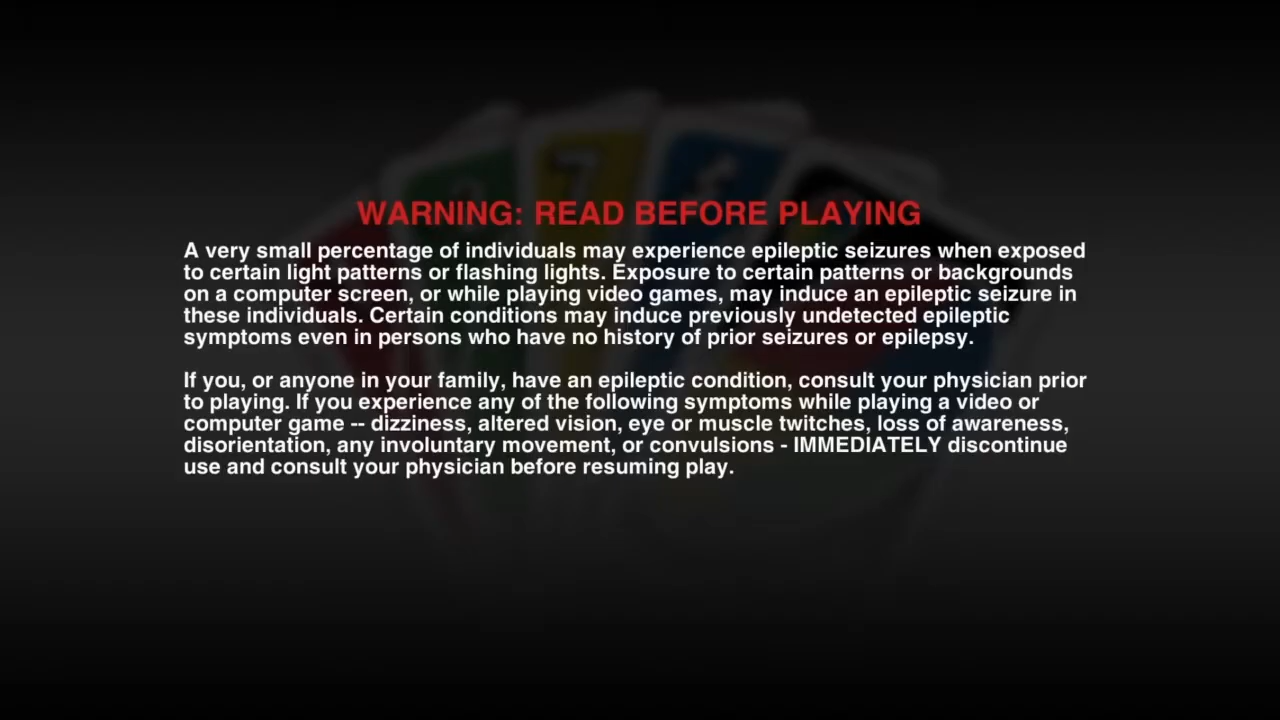 WARNING: READ BEFORE PLAYING
A very small percentage of individuals may experience epileptic seizures when exposed
to certain light patterns or flashing lights. Exposure to certain patterns or backgrounds
on a computer screen, or while playing video games, may induce an epileptic seizure in
these individuals. Certain conditions may induce previously undetected epileptic
symptoms even in persons who have no history of prior seizures or epilepsy.
If you, or anyone in your family, have an epileptic condition, consult your physician prior
to playing. If you experience any of the following symptoms while playing a video or
computer game -- dizziness, altered vision, eye or muscle twitches, loss of awareness,
disorientation, any involuntary movement, or convulsions - IMMEDIATELY discontinue
use and consult your physician before resuming play.